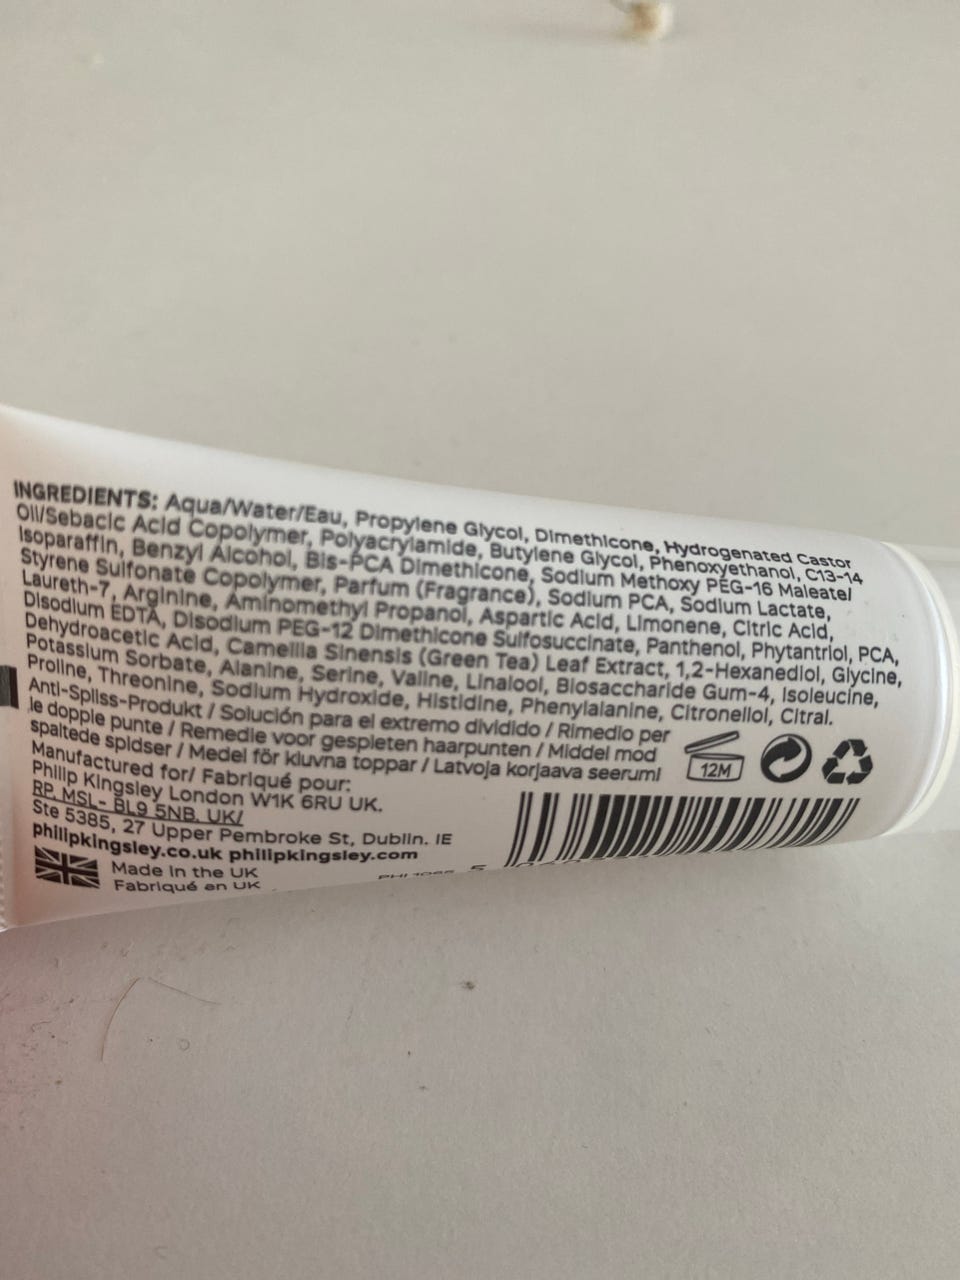 INGREDIENTS: Aqua/Water/Eau, Propylene Glycol, Dimethicone, Hydrogenated Castor
Oil/Sebacic Acid Copolymer, Polyacrylamide, Butylene Glycol, Phenoxyethanol, C13-14
Isoparaffin, Benzyl Alcohol, Bis-PCA Dimethicone, Sodium Methoxy PEG-16 Maleate/
Styrene Sulfonate Copolymer, Parfum (Fragrance), Sodium PCA, Sodium Lactate,
Laureth-7, Arginine, Aminomethyl Propanol, Aspartic Acid, Limonene, Citric Acid,
Disodium EDTA, Disodium PEG-12 Dimethicone Sulfosuccinate, Panthenol, Phytantriol, PCA,
Dehydroacetic Acid, Camellia Sinensis (Green Tea) Leaf Extract, 1,2-Hexanediol, Glycine,
Potassium Sorbate, Alanine, Serine, Valine, Linalool, Biosaccharide Gum-4, Isoleucine,
Proline, Threonine, Sodium Hydroxide, Histidine, Phenylalanine, Citronellol, Citral.
Anti-Spliss-Produkt / Solución para el extremo dividido / Rimedio per
le dopple punte / Remedie voor gespleten haarpunten / Middel mod
spaltede spidser / Medel för kluvna toppar / Latvoja korjaava seerumi
12M
Manufactured for/ Fabriqué pour:
Philip Kingsley London W1K 6RU UK.
RP. MSL- BL9 5NB. UK/
Ste 5385, 27 Upper Pembroke St, Dublin. IE
philipkingsley.co.uk philipkingsley.com
Made in the UK
Fabriqué en UK
5